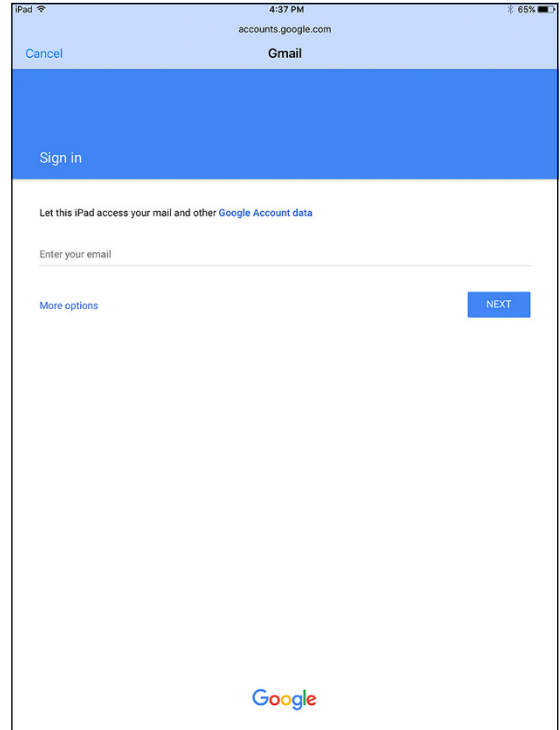 iPad 4:37 PM 65%
accounts.google.com
Cancel Gmail
Sign in
Let this iPad access your mail and other Google Account data
Enter your email
More options NEXT
Google